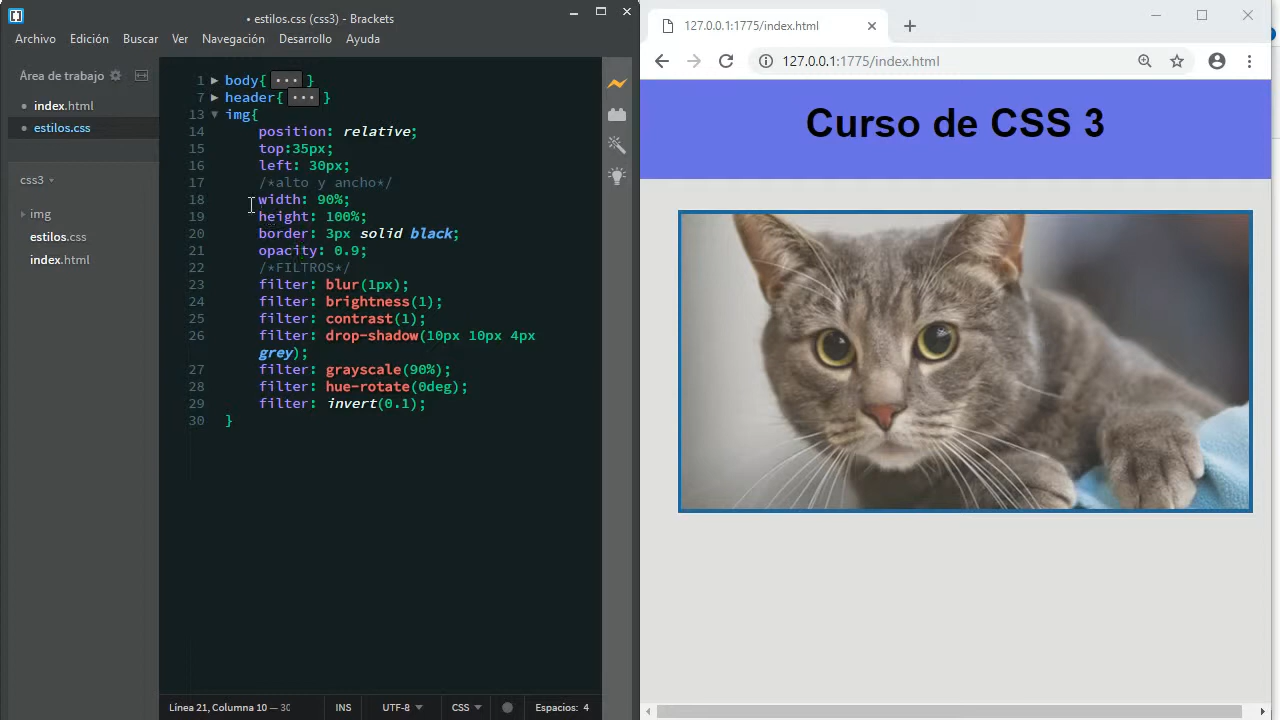 • estilos.css (css3) - Brackets
Archivo Edición Buscar Ver Navegación Desarrollo Ayuda
Área de trabajo
index.html
estilos.css
css3
img
estilos.css
index.html
1 body{ ••• }
7 header{ ••• }
13 img{
14 position: relative;
15 top:35px;
16 left: 30px;
17 /*alto y ancho*/
18 width: 90%;
19 height: 100%;
20 border: 3px solid black;
21 opacity: 0.9;
22 /*FILTROS*/
23 filter: blur(1px);
24 filter: brightness(1);
25 filter: contrast(1);
26 filter: drop-shadow(10px 10px 4px
grey);
27 filter: grayscale(90%);
28 filter: hue-rotate(0deg);
29 filter: invert(0.1);
30 }
Línea 21, Columna 10 — 30 INS UTF-8 CSS Espacios: 4
127.0.0.1:1775/index.html
127.0.0.1:1775/index.html
Curso de CSS 3